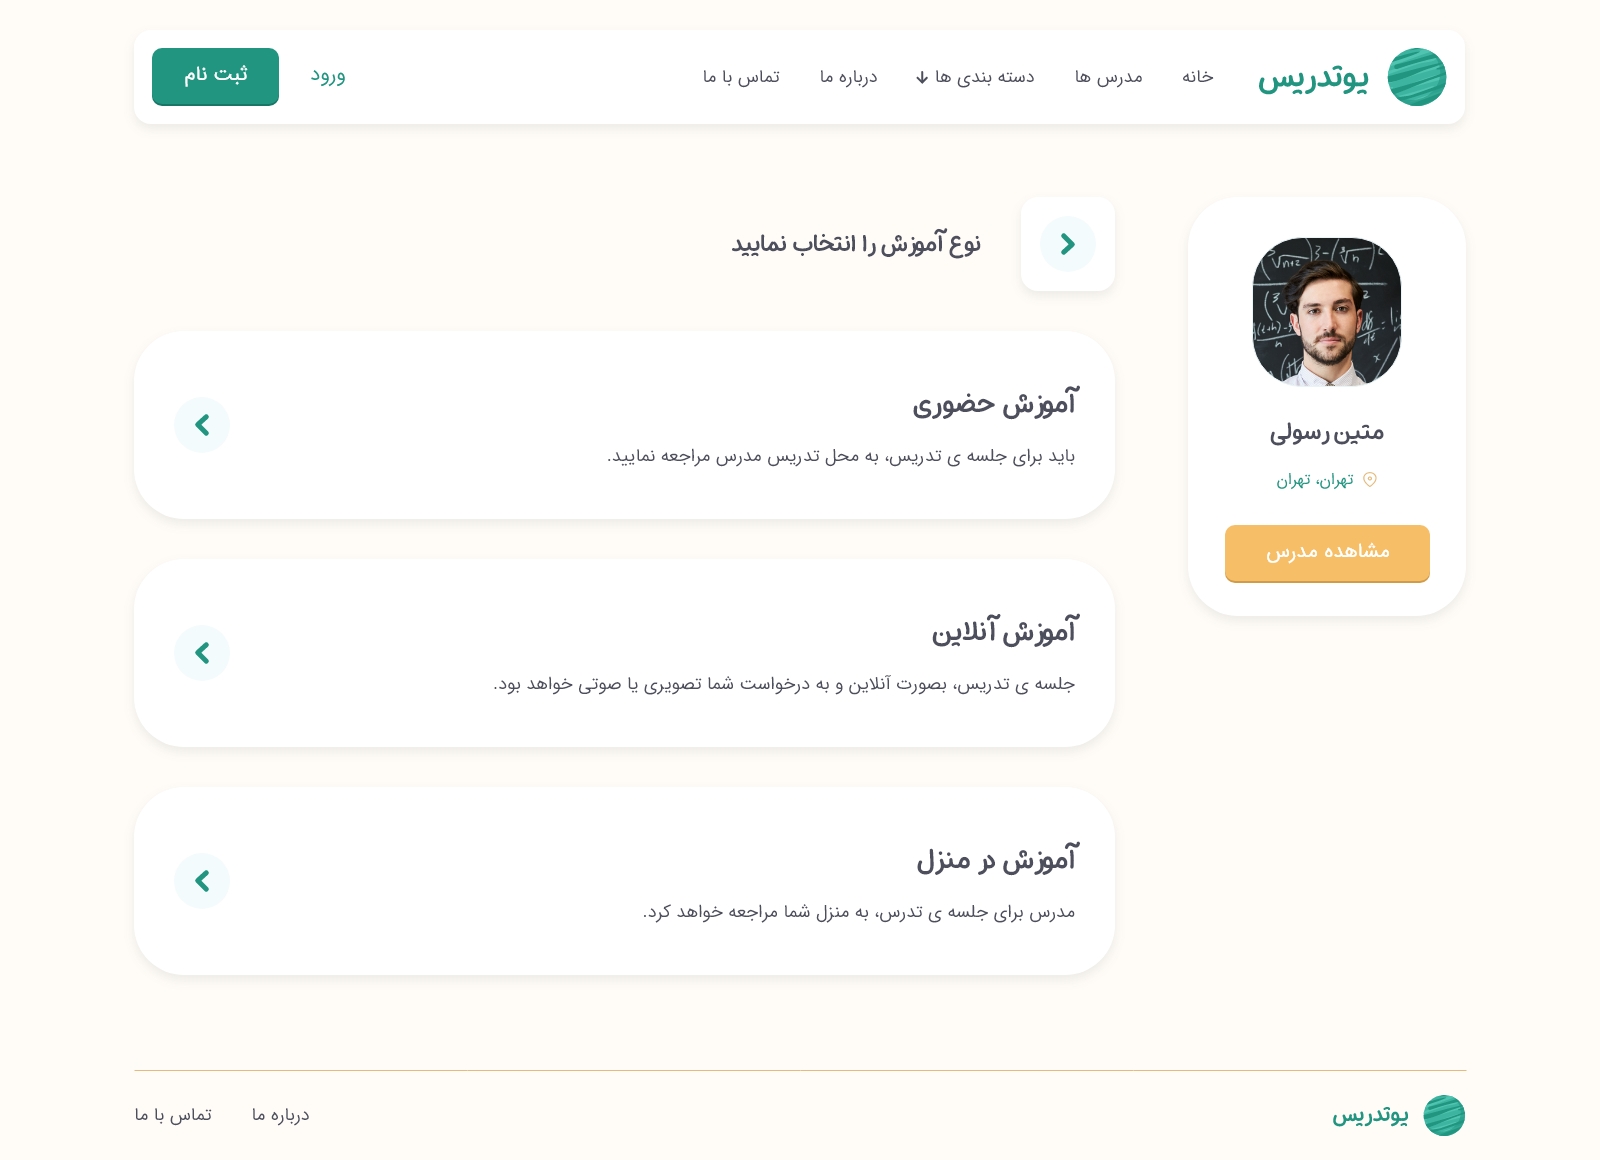 یوتدریس
خانه
مدرس ها
دسته بندی ها
درباره ما
تماس با ما
ورود
ثبت نام
متین رسولی
تهران، تهران
مشاهده مدرس
نوع آموزش را انتخاب نمایید
آموزش حضوری
باید برای جلسه ی تدریس، به محل تدریس مدرس مراجعه نمایید.
آموزش آنلاین
جلسه ی تدریس، بصورت آنلاین و به درخواست شما تصویری یا صوتی خواهد بود.
آموزش در منزل
مدرس برای جلسه ی تدرس، به منزل شما مراجعه خواهد کرد.
یوتدریس
درباره ما
تماس با ما